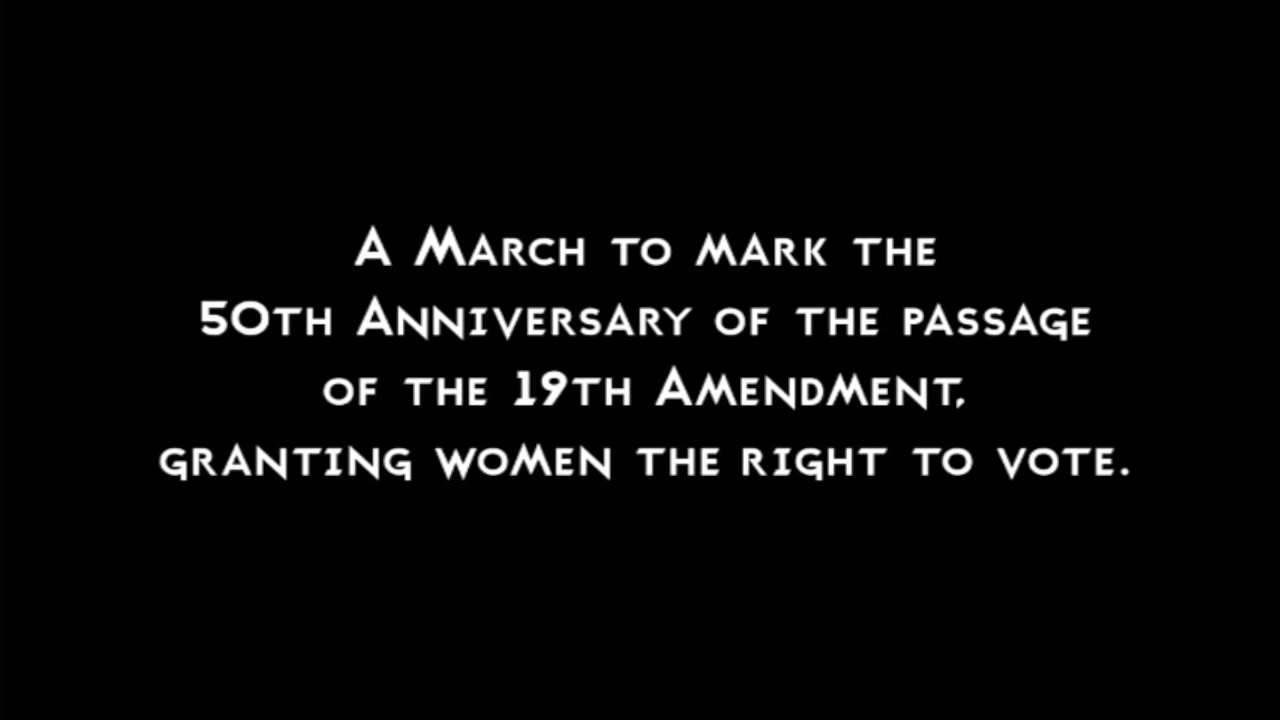 A March to mark the
50th Anniversary of the passage
of the 19th Amendment,
granting women the right to vote.